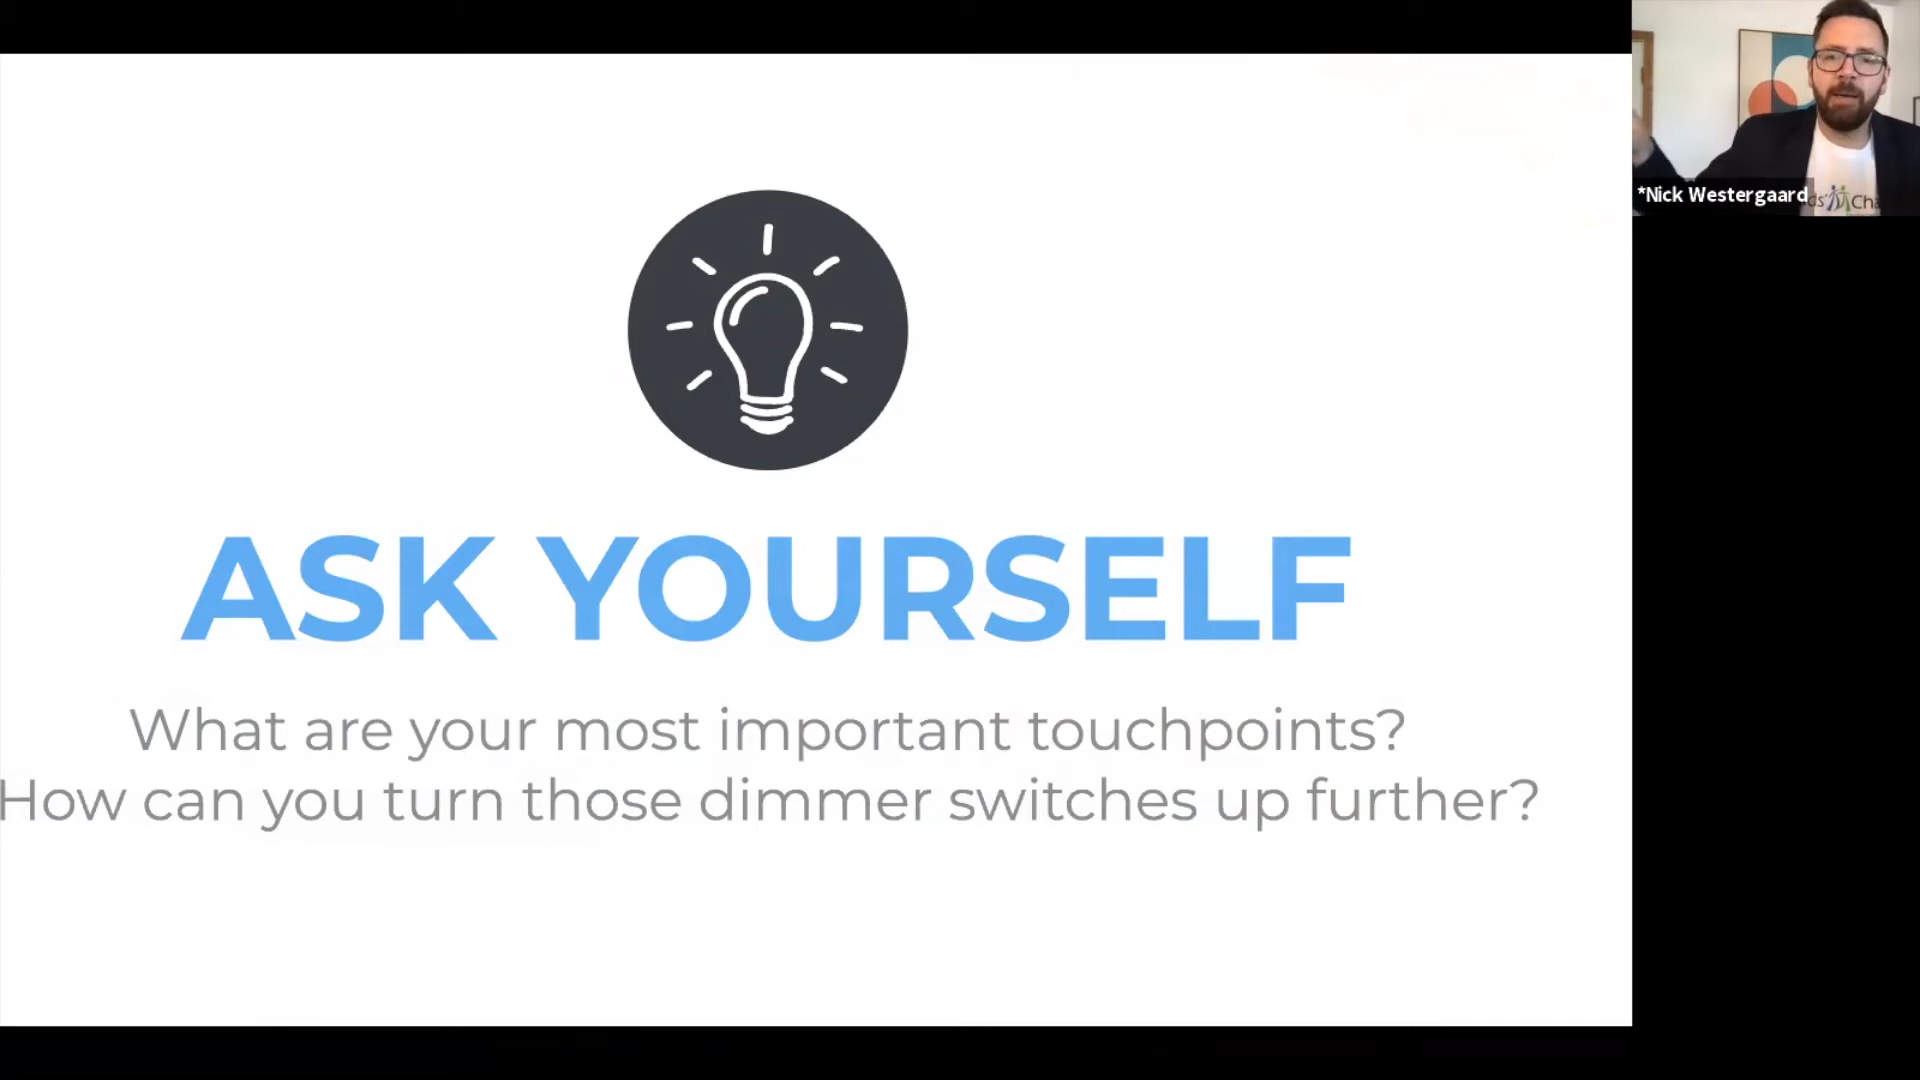 ASK YOURSELF
What are your most important touchpoints?
How can you turn those dimmer switches up further?
*Nick Westergaard